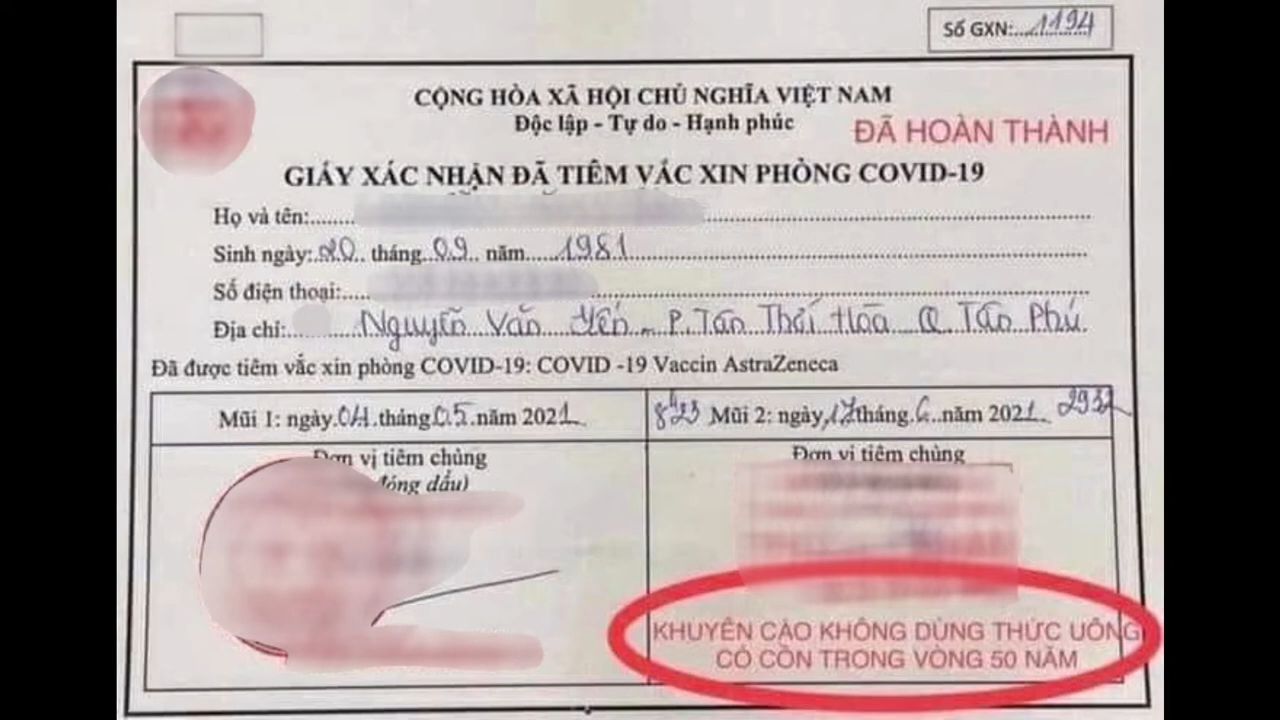 Số GXN:....1194
CỘNG HÒA XÃ HỘI CHỦ NGHĨA VIỆT NAM
Độc lập - Tự do - Hạnh phúc
ĐÃ HOÀN THÀNH
GIẤY XÁC NHẬN ĐÃ TIÊM VẮC XIN PHÒNG COVID-19
Họ và tên:
Sinh ngày: 20 tháng 09 năm 1981
Số điện thoại:
Địa chỉ: Nguyễn Văn Yến - P. Tân Thới Hòa Q. Tân Phú
Đã được tiêm vắc xin phòng COVID-19: COVID -19 Vaccin AstraZeneca
Mũi 1: ngày 04 tháng 05 năm 2021
8h23 Mũi 2: ngày 17 tháng 6 năm 2021 2932
Đơn vị tiêm chủng
đóng dấu)
Đơn vị tiêm chủng
KHUYÊN CÁO KHÔNG DÙNG THỨC UỐNG
CÓ CỒN TRONG VÒNG 50 NĂM